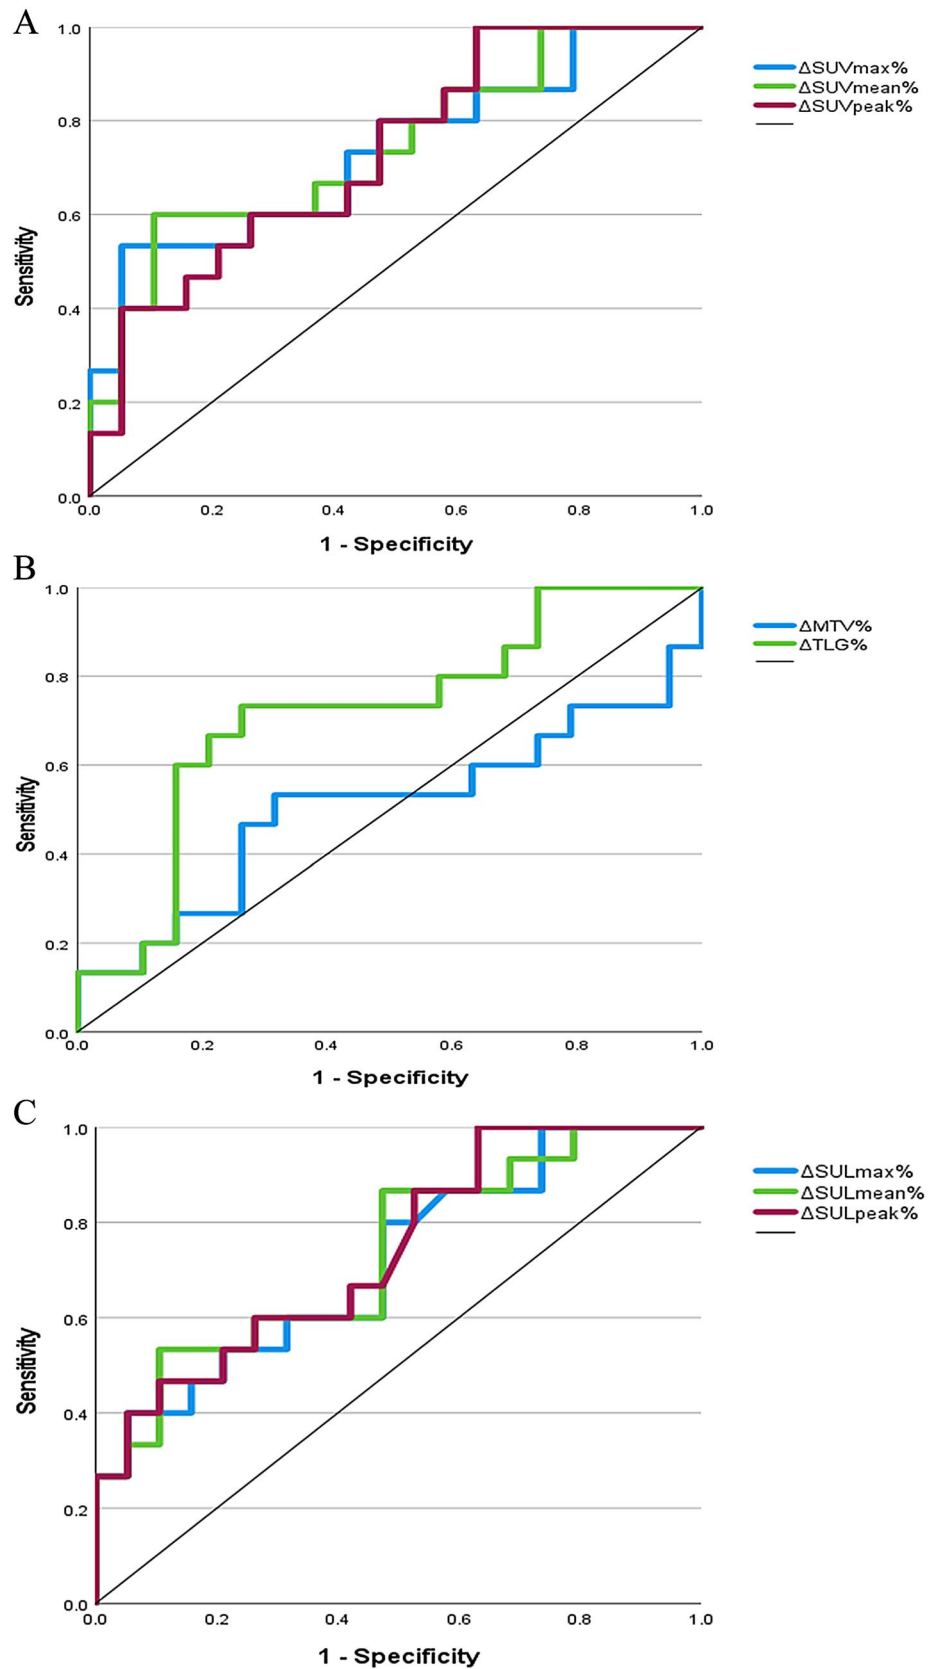 A
1.0
0.8
0.6
0.4
0.2
0.0
Sensitivity
0.0 0.2 0.4 0.6 0.8 1.0
1 - Specificity
ΔSUVmax%
ΔSUVmean%
ΔSUVpeak%
B
1.0
0.8
0.6
0.4
0.2
0.0
Sensitivity
0.0 0.2 0.4 0.6 0.8 1.0
1 - Specificity
ΔMTV%
ΔTLG%
C
1.0
0.8
0.6
0.4
0.2
0.0
Sensitivity
0.0 0.2 0.4 0.6 0.8 1.0
1 - Specificity
ΔSULmax%
ΔSULmean%
ΔSULpeak%